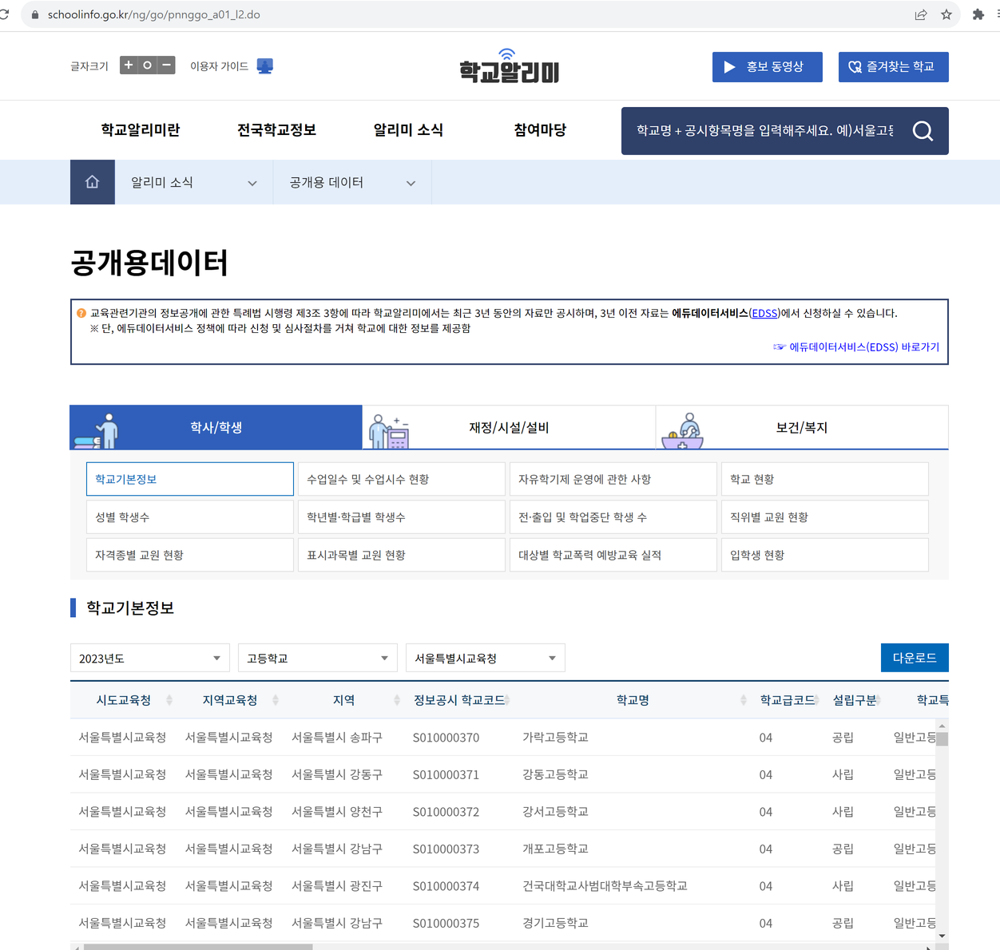 schoolinfo.go.kr/ng/go/pnnggo_a01_l2.do
글자크기 + o − 이용자 가이드
학교알리미
홍보 동영상
즐겨찾는 학교
학교알리미란 전국학교정보 알리미 소식 참여마당
학교명 + 공시항목명을 입력해주세요. 예)서울고등
알리미 소식 공개용 데이터
공개용데이터
교육관련기관의 정보공개에 관한 특례법 시행령 제3조 3항에 따라 학교알리미에서는 최근 3년 동안의 자료만 공시하며, 3년 이전 자료는 에듀데이터서비스(EDSS)에서 신청하실 수 있습니다.
※ 단, 에듀데이터서비스 정책에 따라 신청 및 심사절차를 거쳐 학교에 대한 정보를 제공함
☞ 에듀데이터서비스(EDSS) 바로가기
학사/학생 재정/시설/설비 보건/복지
학교기본정보 수업일수 및 수업시수 현황 자유학기제 운영에 관한 사항 학교 현황
성별 학생수 학년별·학급별 학생수 전·출입 및 학업중단 학생 수 직위별 교원 현황
자격종별 교원 현황 표시과목별 교원 현황 대상별 학교폭력 예방교육 실적 입학생 현황
학교기본정보
2023년도 고등학교 서울특별시교육청 다운로드
시도교육청 지역교육청 지역 정보공시 학교코드 학교명 학교급코드 설립구분 학교특
서울특별시교육청 서울특별시교육청 서울특별시 송파구 S010000370 가락고등학교 04 공립 일반고등
서울특별시교육청 서울특별시교육청 서울특별시 강동구 S010000371 강동고등학교 04 사립 일반고등
서울특별시교육청 서울특별시교육청 서울특별시 양천구 S010000372 강서고등학교 04 사립 일반고등
서울특별시교육청 서울특별시교육청 서울특별시 강남구 S010000373 개포고등학교 04 공립 일반고등
서울특별시교육청 서울특별시교육청 서울특별시 광진구 S010000374 건국대학교사범대학부속고등학교 04 사립 일반고등
서울특별시교육청 서울특별시교육청 서울특별시 강남구 S010000375 경기고등학교 04 공립 일반고등